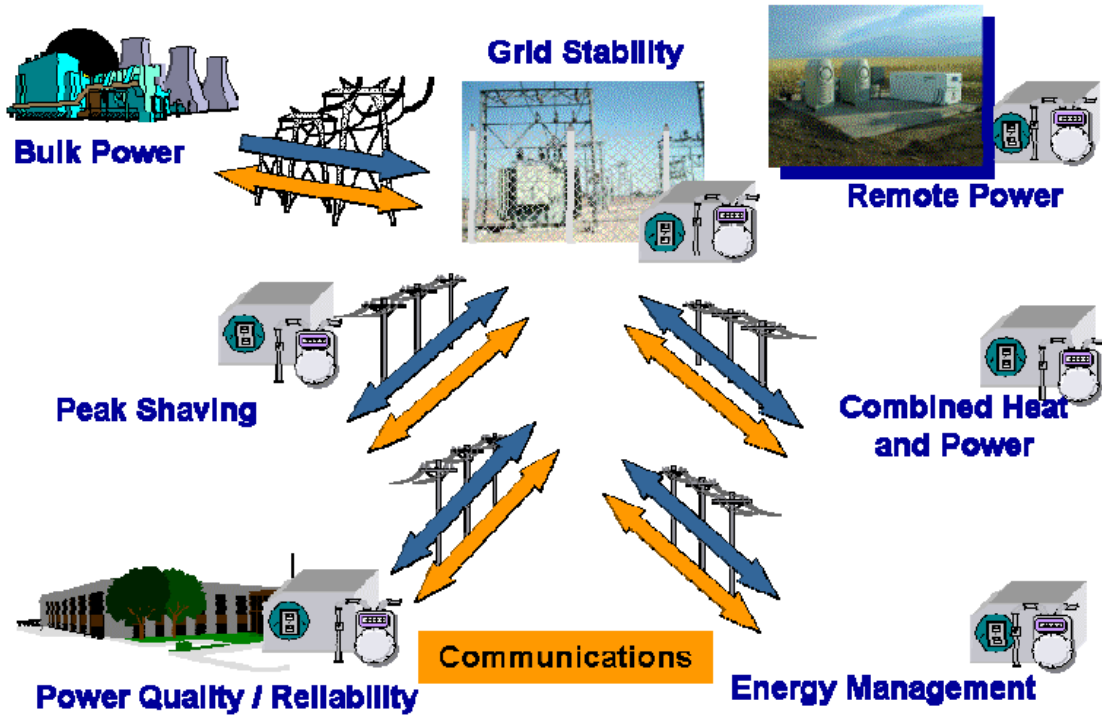 Grid Stability
Bulk Power
Remote Power
Peak Shaving
Combined Heat
and Power
Communications
Power Quality / Reliability
Energy Management